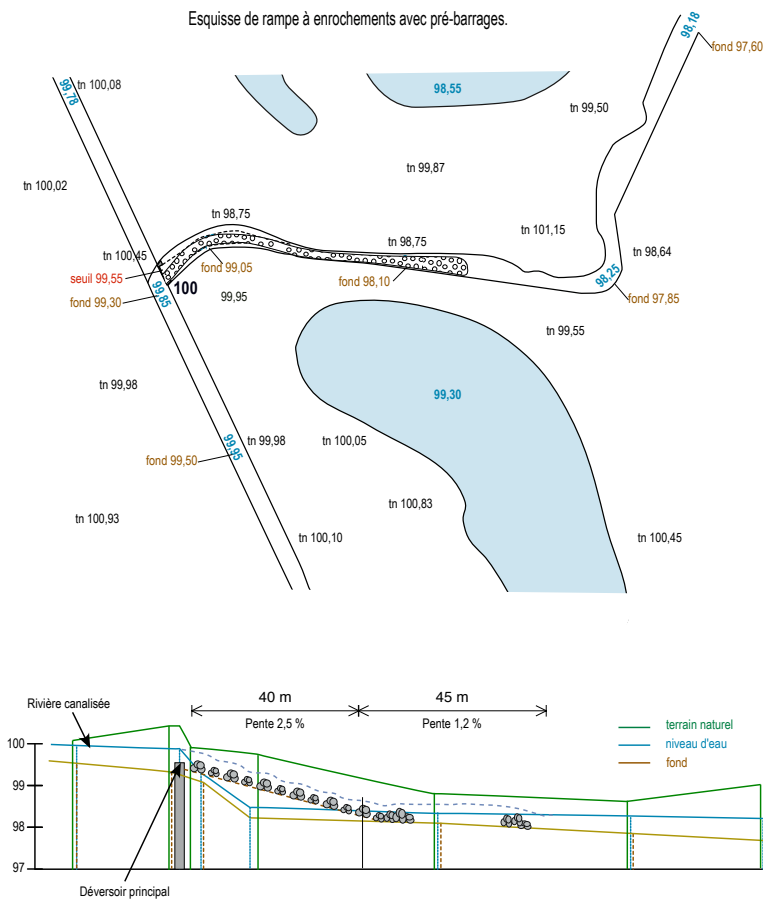 Esquisse de rampe à enrochements avec pré-barrages.
98,18
fond 97,60
tn 100,08
99,78
98,55
tn 99,50
tn 99,87
tn 100,02
tn 98,75
tn 101,15
tn 98,75
tn 98,64
tn 100,45
seuil 99,55
fond 99,05
fond 98,10
98,25
100
fond 99,30
99,85
99,95
fond 97,85
tn 99,55
tn 99,98
99,30
tn 99,98
tn 100,05
99,95
fond 99,50
tn 100,83
tn 100,93
tn 100,10
tn 100,45
40 m
45 m
Rivière canalisée
Pente 2,5 %
Pente 1,2 %
terrain naturel
niveau d'eau
fond
100
99
98
97
Déversoir principal